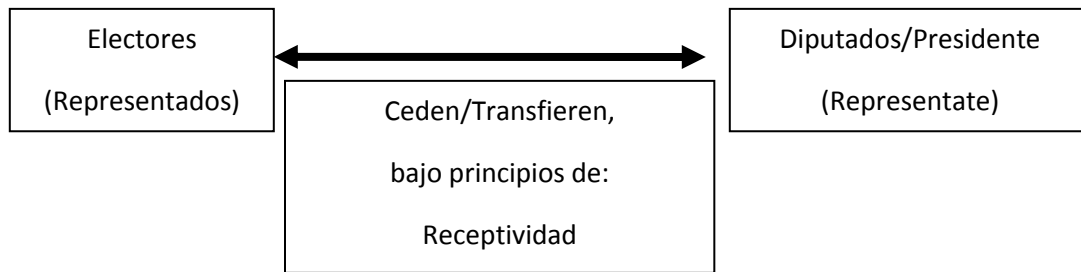 Electores
(Representados)
Diputados/Presidente
(Representate)
Ceden/Transfieren,
bajo principios de:
Receptividad